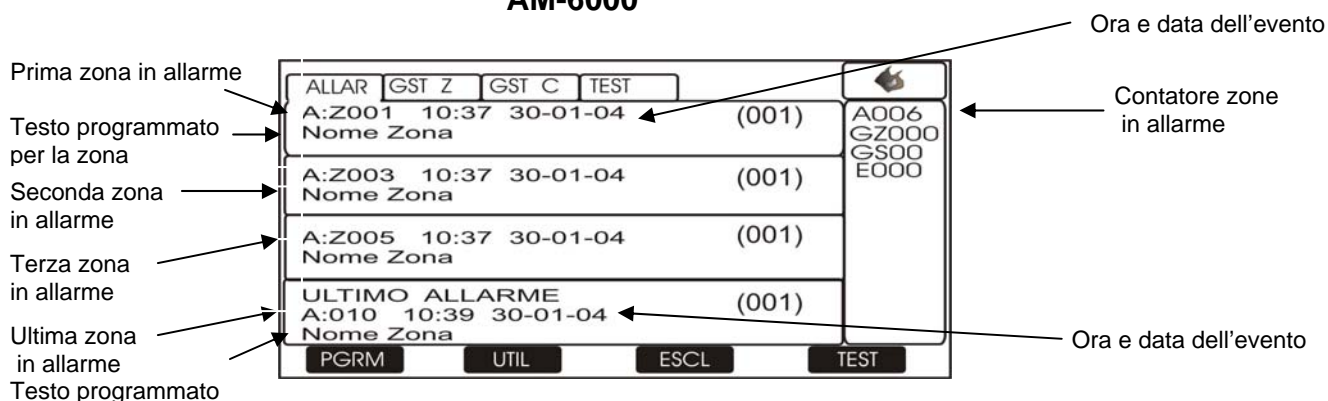 AM-6000
Ora e data dell'evento
Prima zona in allarme
Testo programmato
per la zona
Seconda zona
in allarme
Terza zona
in allarme
Ultima zona
in allarme
Testo programmato
ALLAR GST Z GST C TEST
A:Z001 10:37 30-01-04 (001)
Nome Zona
A:Z003 10:37 30-01-04 (001)
Nome Zona
A:Z005 10:37 30-01-04 (001)
Nome Zona
ULTIMO ALLARME
A:010 10:39 30-01-04 (001)
Nome Zona
PGRM UTIL ESCL TEST
A006
GZ000
GS00
E000
Contatore zone
in allarme
Ora e data dell'evento